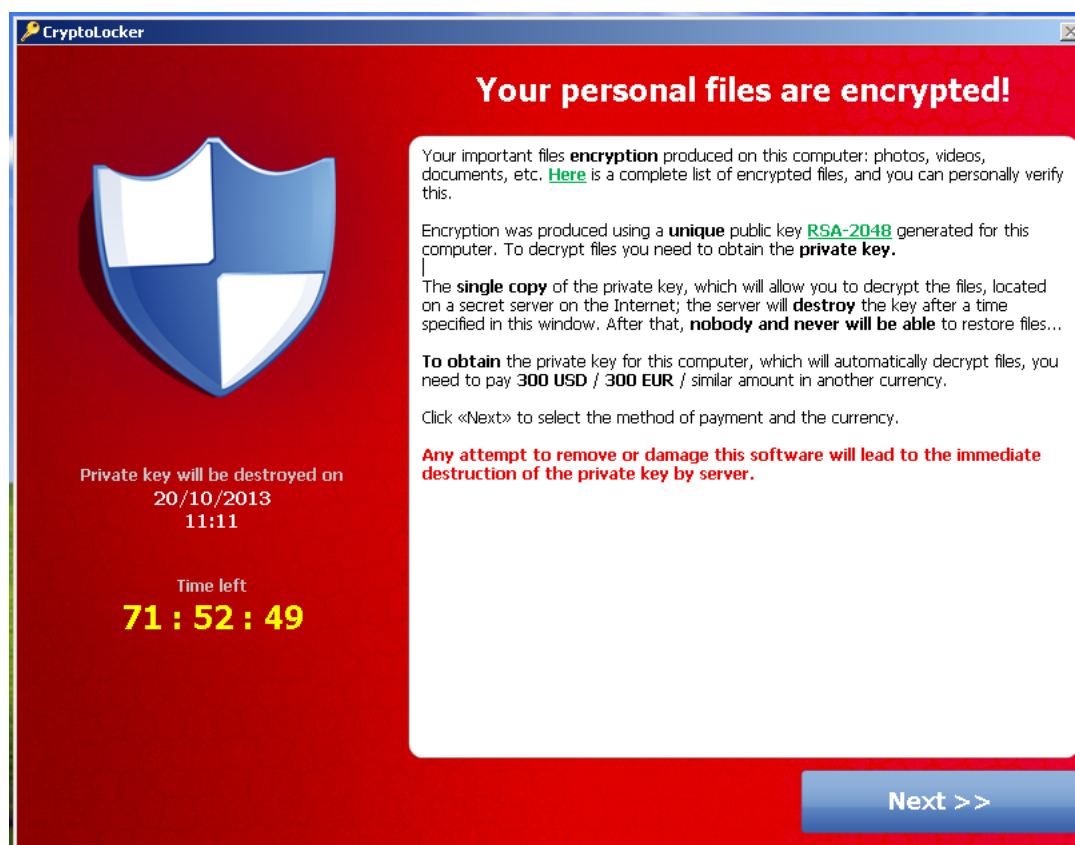 CryptoLocker
Your personal files are encrypted!
Your important files encryption produced on this computer: photos, videos,
documents, etc. Here is a complete list of encrypted files, and you can personally verify
this.
Encryption was produced using a unique public key RSA-2048 generated for this
computer. To decrypt files you need to obtain the private key.
The single copy of the private key, which will allow you to decrypt the files, located
on a secret server on the Internet; the server will destroy the key after a time
specified in this window. After that, nobody and never will be able to restore files...
To obtain the private key for this computer, which will automatically decrypt files, you
need to pay 300 USD / 300 EUR / similar amount in another currency.
Click «Next» to select the method of payment and the currency.
Any attempt to remove or damage this software will lead to the immediate
destruction of the private key by server.
Private key will be destroyed on
20/10/2013
11:11
Time left
71 : 52 : 49
Next >>